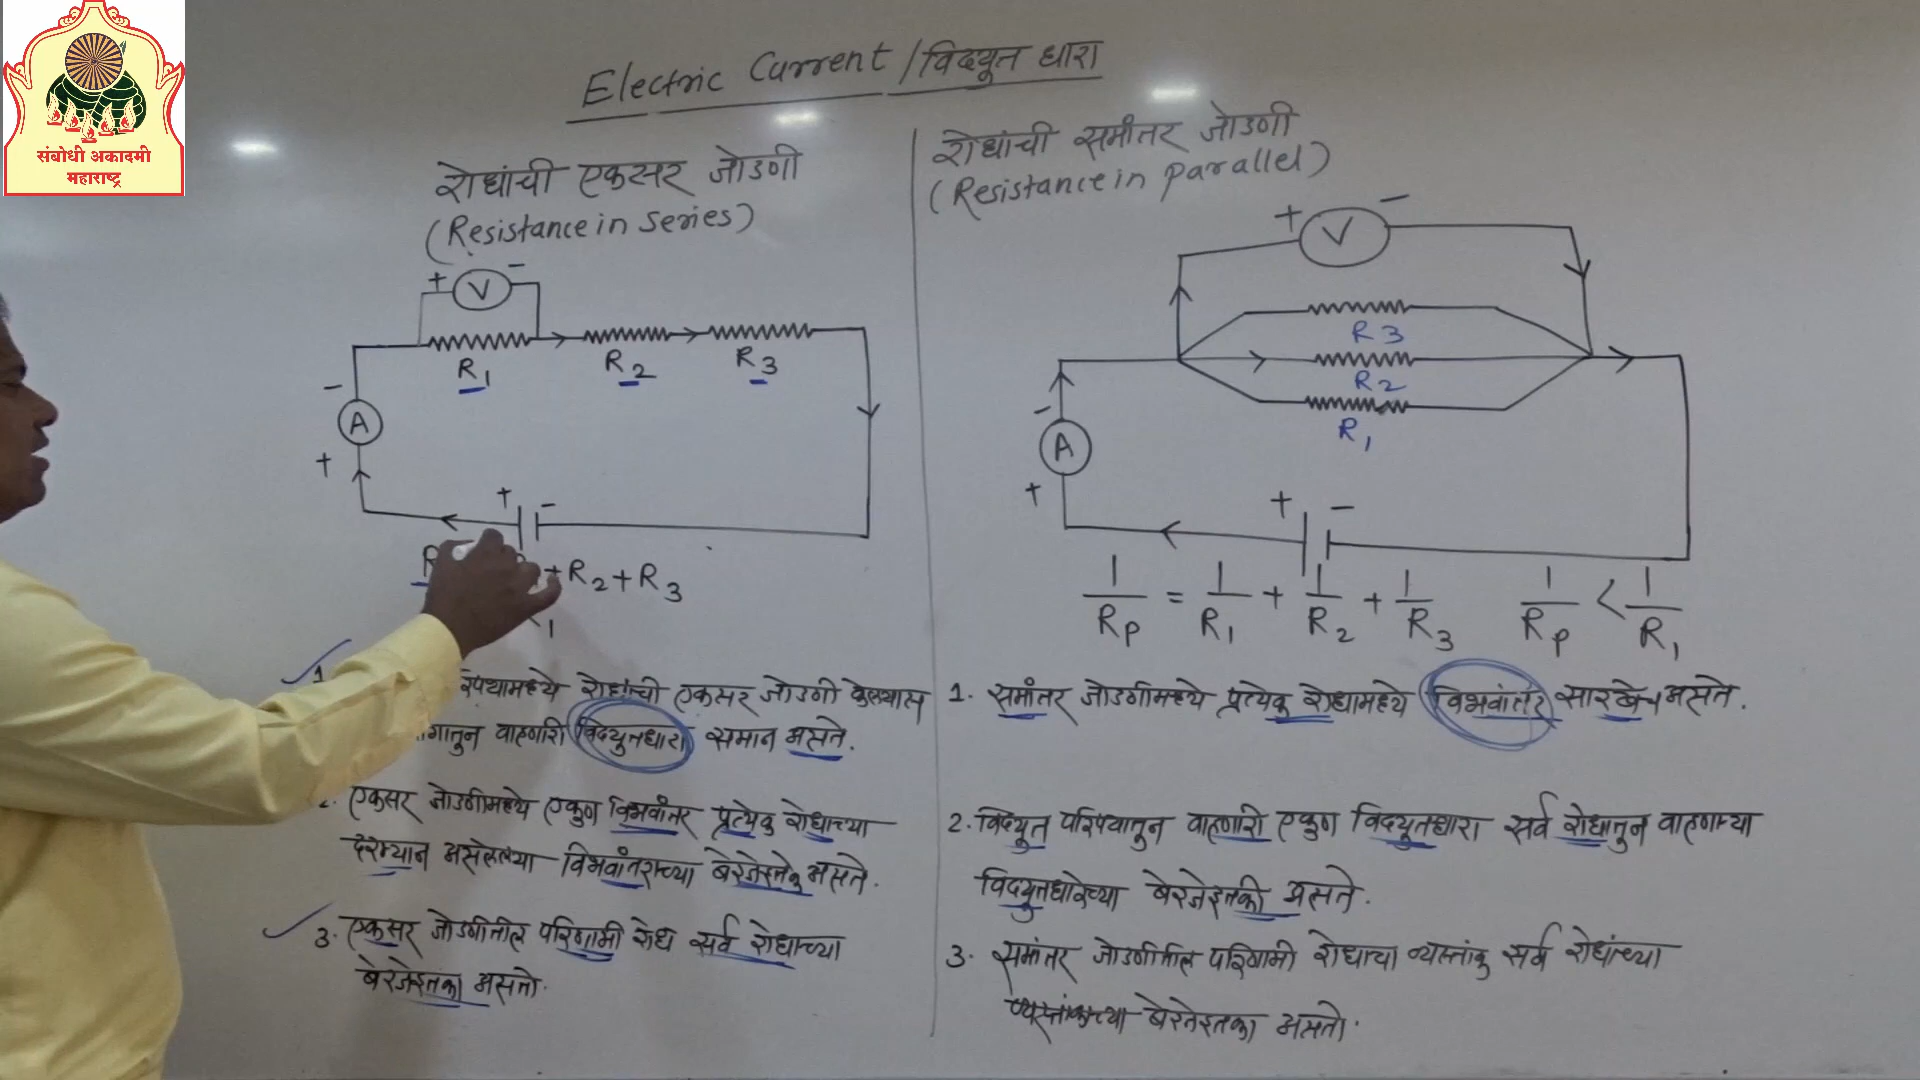 संबोधी अकादमी
महाराष्ट्र
Electric Current / विद्युत धारा
रोधांची एकसर जोडणी
(Resistance in series)
+ V -
R1 R2 R3
-
A
+
+ -
+ R2 + R3
1
1.
रोधांची एकसर जोडणी केल्यास
वाहणारी विद्युतधारा समान असते.
2. एकसर जोडणीमध्ये एकुण विभवांतर प्रत्येक रोधाच्या
दरम्यान असलेल्या विभवांतराच्या बेरजेइतके असते.
3. एकसर जोडणीतील परिणामी रोध सर्व रोधाच्या
बेरजेइतका असतो.
रोधांची समांतर जोडणी
(Resistance in parallel)
+ V -
R3
R2
R1
-
A
+
+ -
1/RP = 1/R1 + 1/R2 + 1/R3 1/RP < 1/R1
1. समांतर जोडणीमध्ये प्रत्येक रोधामध्ये विभवांतर सारखेच असते.
2. विद्युत परिपथातुन वाहणारी एकुण विद्युतधारा सर्व रोधातुन वाहणाऱ्या
विद्युतधारेच्या बेरजेइतकी असते.
3. समांतर जोडणीतील परिणामी रोधाचा व्यस्तांक सर्व रोधांच्या
व्यस्तांकाच्या बेरजेइतका असतो.